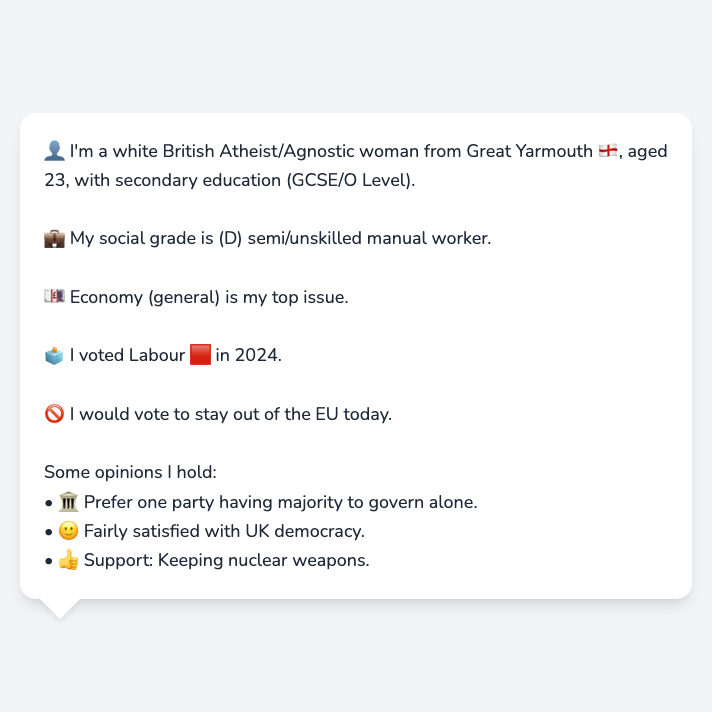 👤 I'm a white British Atheist/Agnostic woman from Great Yarmouth 🏴󠁧󠁢󠁥󠁮󠁧󠁿, aged
23, with secondary education (GCSE/O Level).
💼 My social grade is (D) semi/unskilled manual worker.
💷 Economy (general) is my top issue.
🗳️ I voted Labour 🟥 in 2024.
🚫 I would vote to stay out of the EU today.
Some opinions I hold:
• 🏛️ Prefer one party having majority to govern alone.
• 🙂 Fairly satisfied with UK democracy.
• 👍 Support: Keeping nuclear weapons.